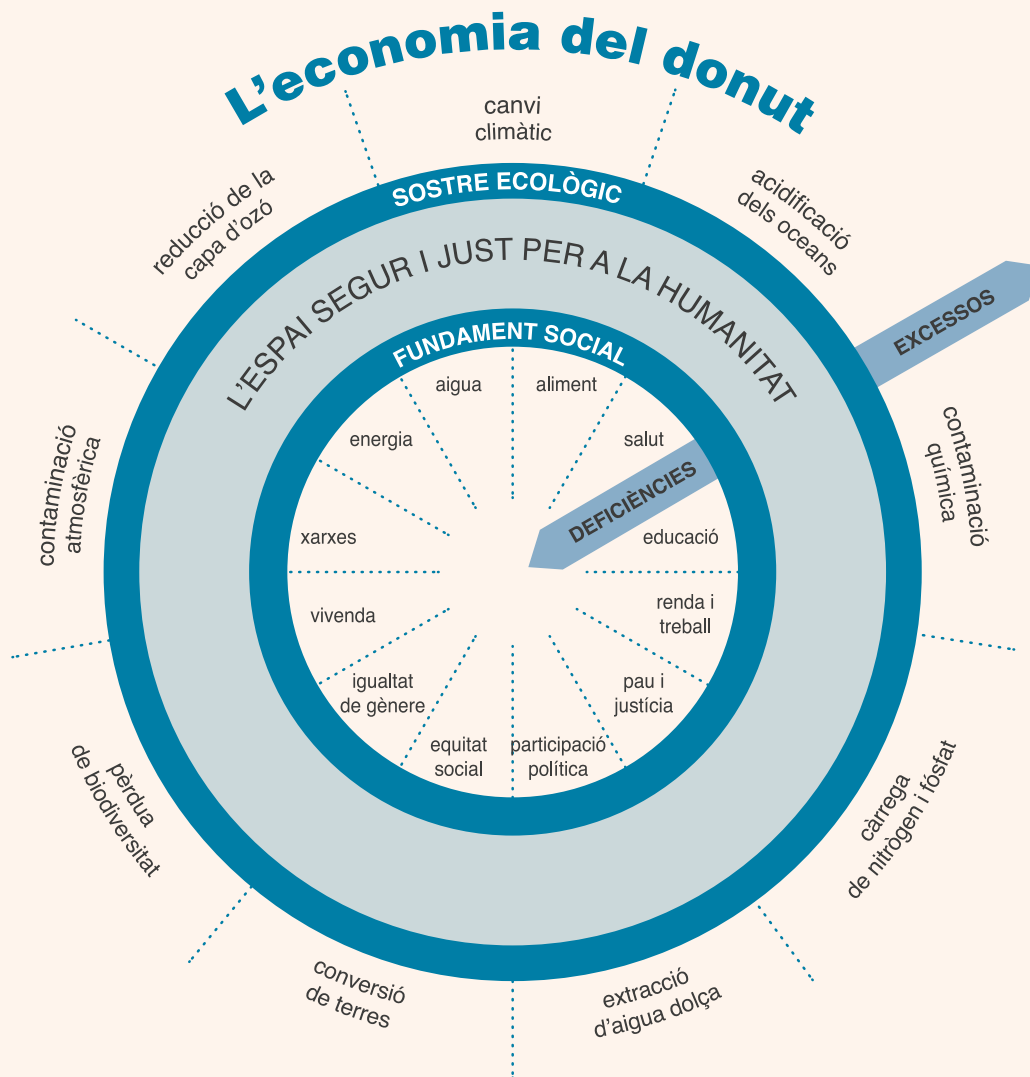 L'economia del donut
canvi
climàtic
SOSTRE ECOLÒGIC
reducció de la
capa d'ozó
acidificació
dels oceans
L'ESPAI SEGUR I JUST PER A LA HUMANITAT
EXCESSOS
FUNDAMENT SOCIAL
aigua
aliment
energia
salut
DEFICIÈNCIES
contaminació
atmosfèrica
contaminació
química
xarxes
educació
vivenda
renda i
treball
igualtat
de gènere
pau i
justícia
equitat
social
participació
política
pèrdua
de biodiversitat
càrrega
de nitrògen i fósfat
conversió
de terres
extracció
d'aigua dolça